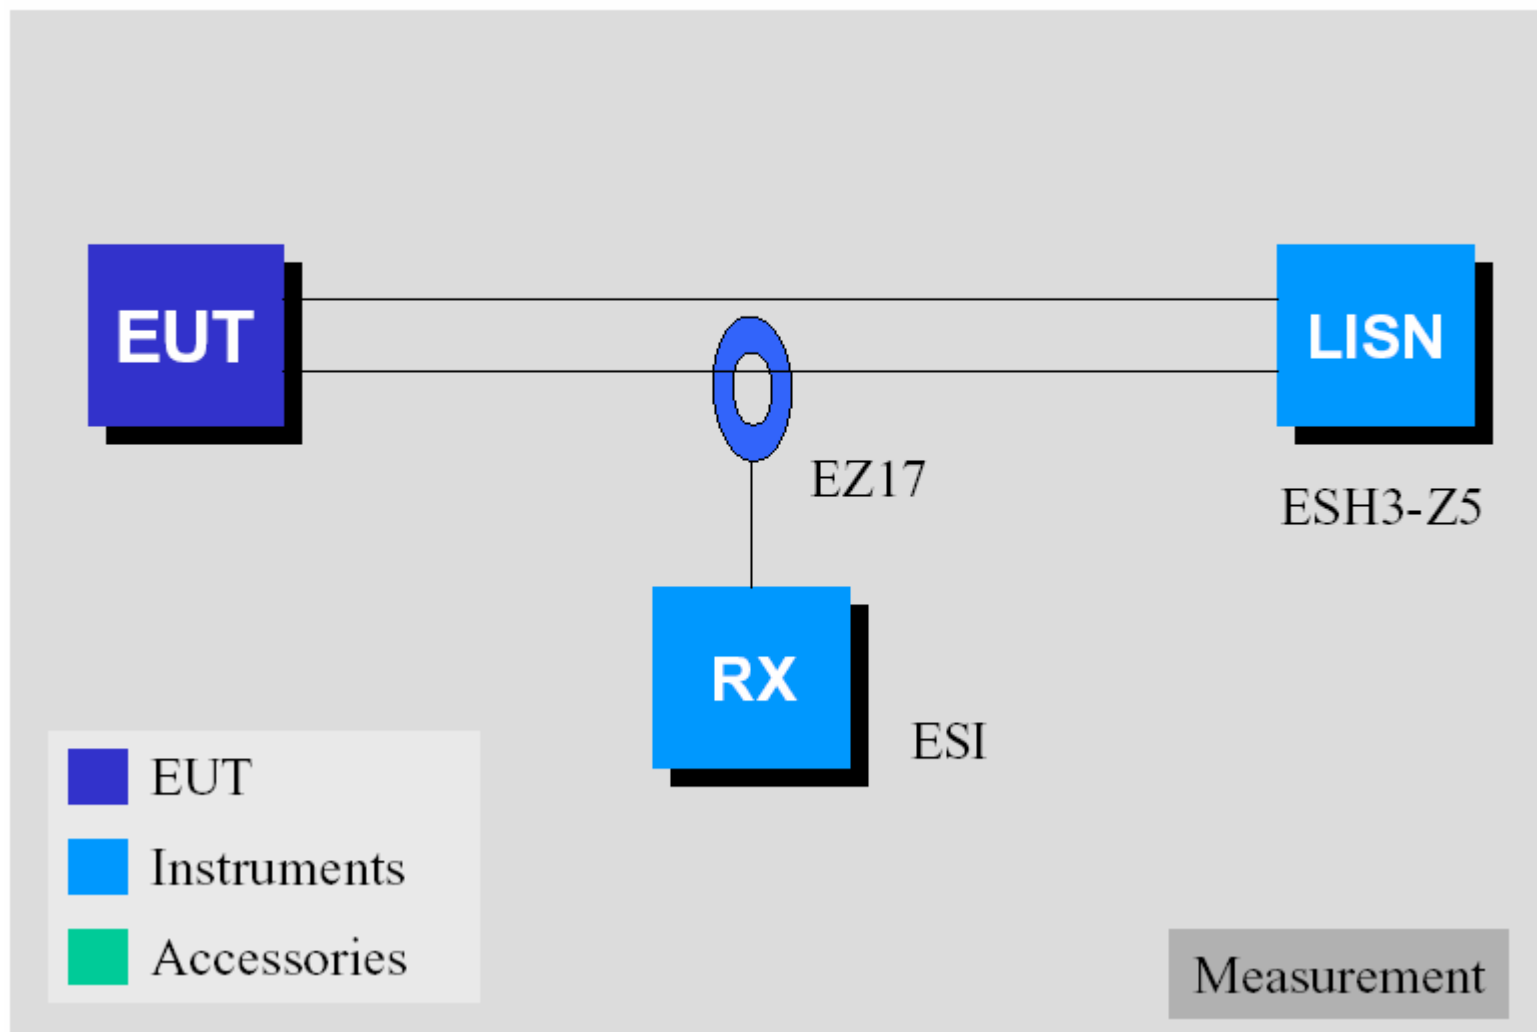 EUT
LISN
EZ17
ESH3-Z5
RX
ESI
EUT
Instruments
Accessories
Measurement